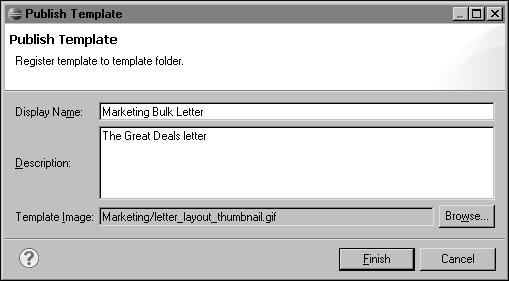 Publish Template
Publish Template
Register template to template folder.
Display Name: Marketing Bulk Letter
The Great Deals letter
Description:
Template Image: Marketing/letter_layout_thumbnail.gif Browse...
? Finish Cancel